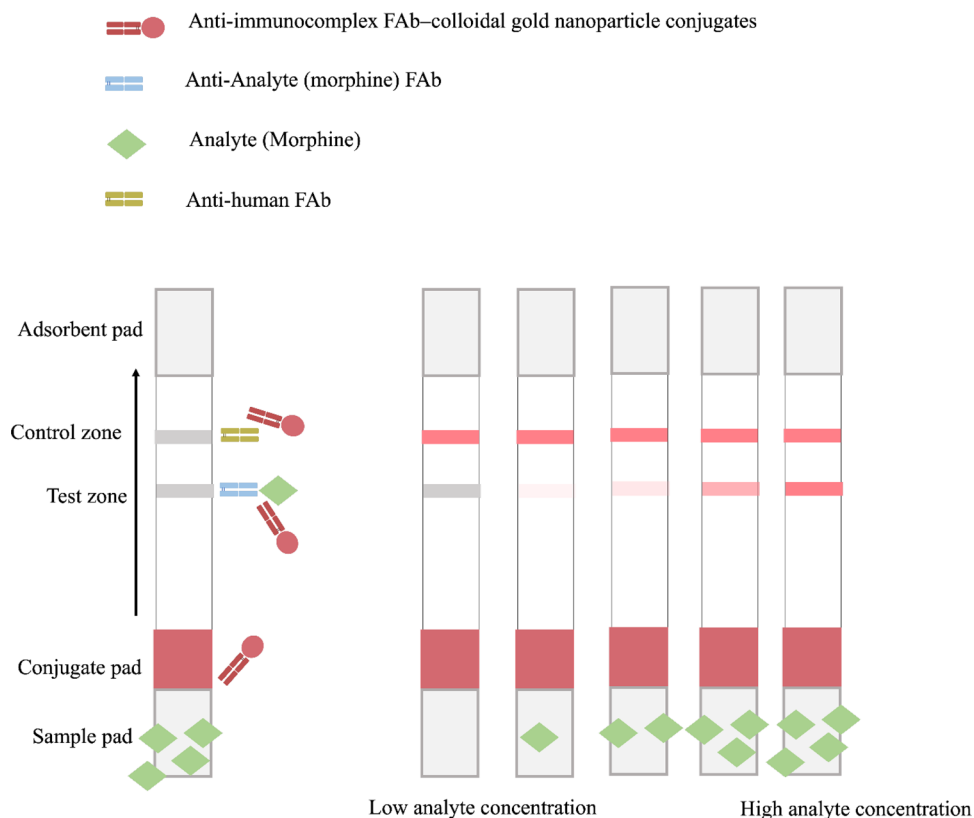 Anti-immunocomplex FAb–colloidal gold nanoparticle conjugates
Anti-Analyte (morphine) FAb
Analyte (Morphine)
Anti-human FAb
Adsorbent pad
Control zone
Test zone
Conjugate pad
Sample pad
Low analyte concentration
High analyte concentration